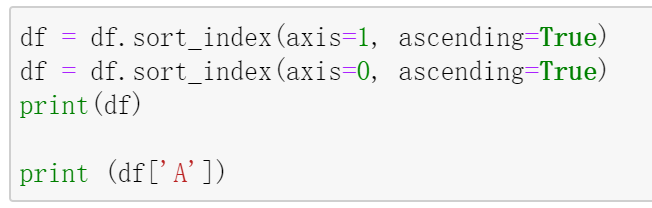 df = df.sort_index(axis=1, ascending=True)
df = df.sort_index(axis=0, ascending=True)
print(df)
print (df['A'])